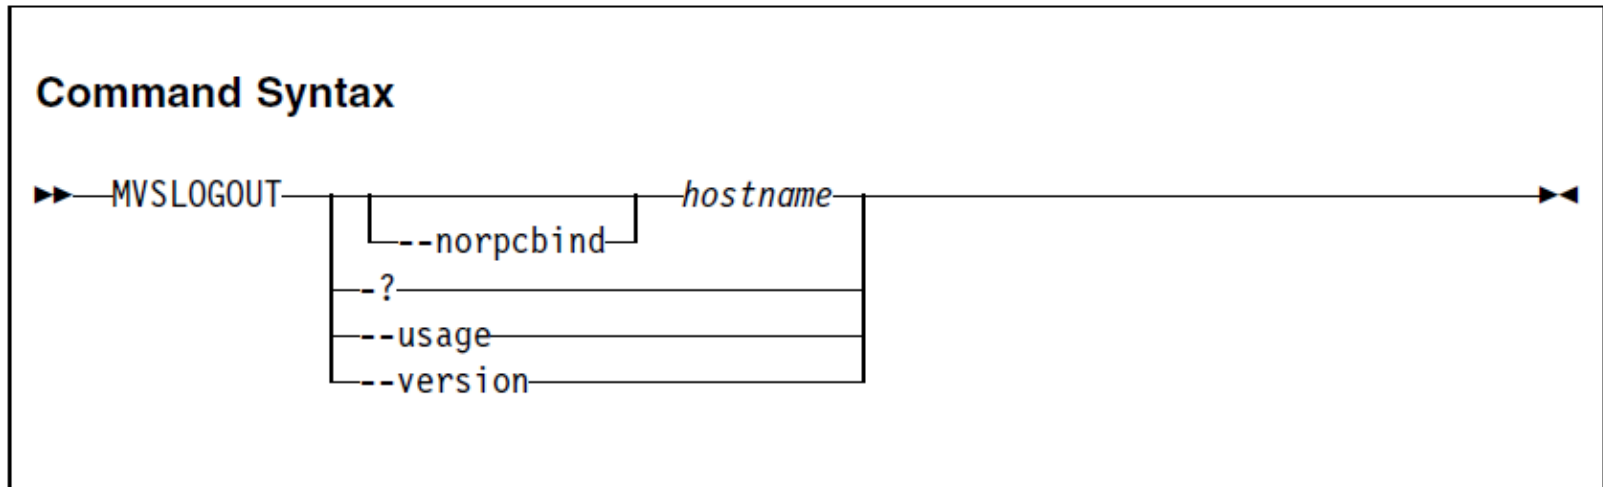 Command Syntax
MVSLOGOUT hostname
--norpcbind
-?
--usage
--version